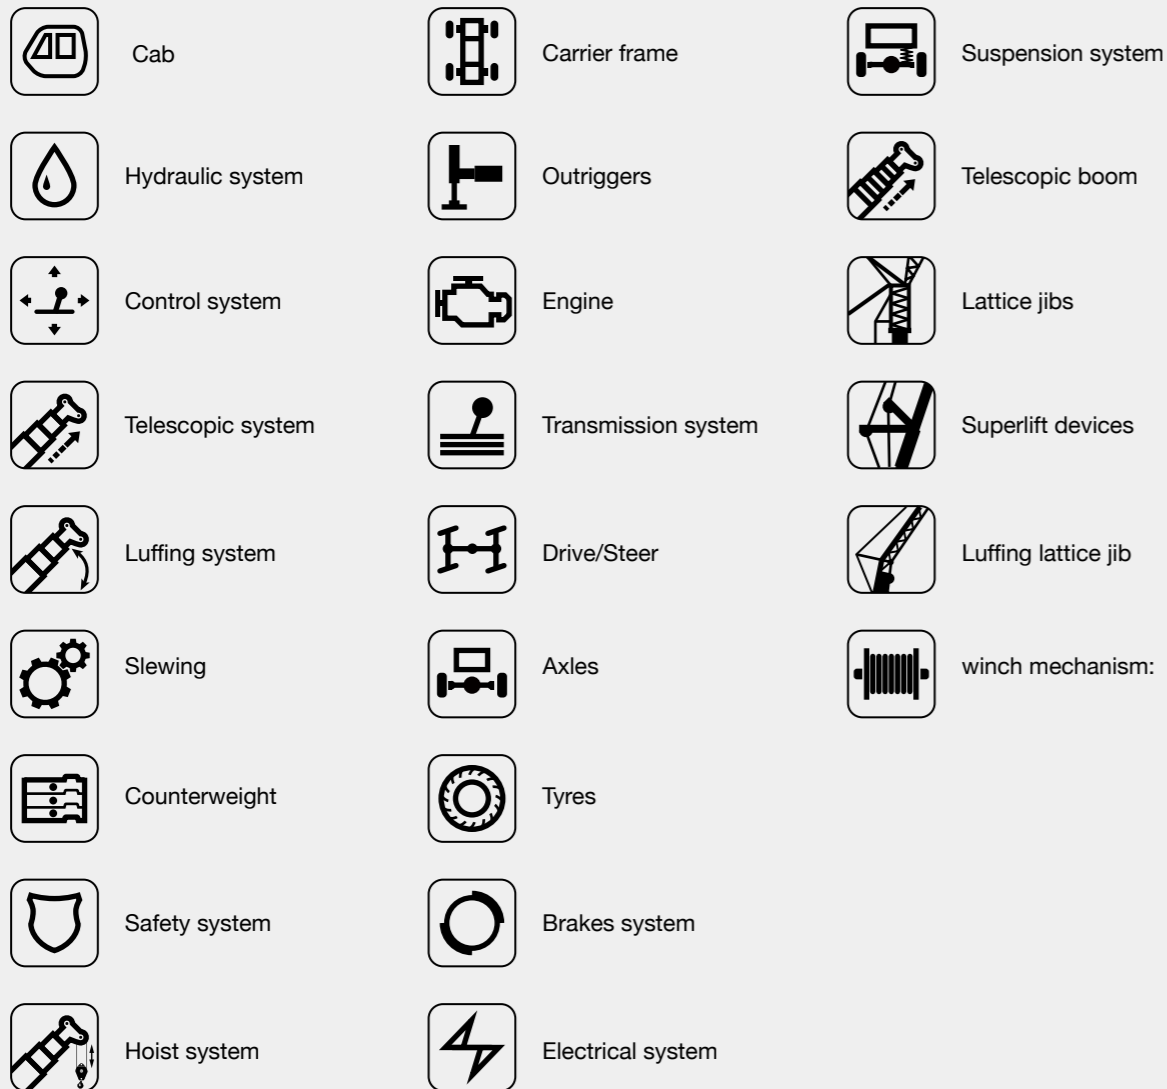 Cab
Hydraulic system
Control system
Telescopic system
Luffing system
Slewing
Counterweight
Safety system
Hoist system
Carrier frame
Outriggers
Engine
Transmission system
Drive/Steer
Axles
Tyres
Brakes system
Electrical system
Suspension system
Telescopic boom
Lattice jibs
Superlift devices
Luffing lattice jib
winch mechanism: